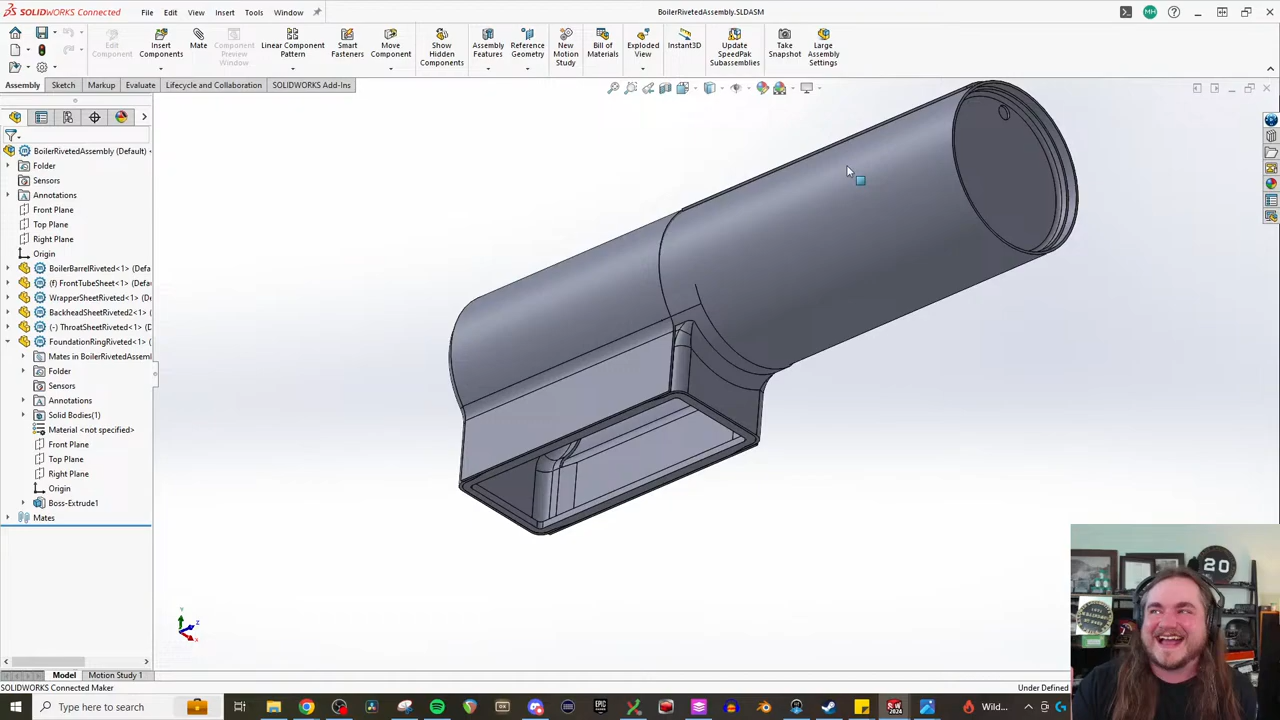 SOLIDWORKS Connected
File
Edit
View
Insert
Tools
Window
BoilerRivetedAssembly.SLDASM
MH
Edit Component
Insert Components
Mate
Component Preview Window
Linear Component Pattern
Smart Fasteners
Move Component
Show Hidden Components
Assembly Features
Reference Geometry
New Motion Study
Bill of Materials
Exploded View
Instant3D
Update SpeedPak Subassemblies
Take Snapshot
Large Assembly Settings
Assembly
Sketch
Markup
Evaluate
Lifecycle and Collaboration
SOLIDWORKS Add-Ins
BoilerRivetedAssembly (Default)
Folder
Sensors
Annotations
Front Plane
Top Plane
Right Plane
Origin
BoilerBarrelRiveted<1> (Defa
(f) FrontTubeSheet<1> (Def
WrapperSheetRiveted<1> (D
BackheadSheetRiveted2<1>
(-) ThroatSheetRiveted<1> (D
FoundationRingRiveted<1> (
Mates in BoilerRivetedAssemb
Folder
Sensors
Annotations
Solid Bodies(1)
Material <not specified>
Front Plane
Top Plane
Right Plane
Origin
Boss-Extrude1
Mates
20
Y
Z
X
Model
Motion Study 1
SOLIDWORKS Connected Maker
Under Defined
Type here to search
Wild...